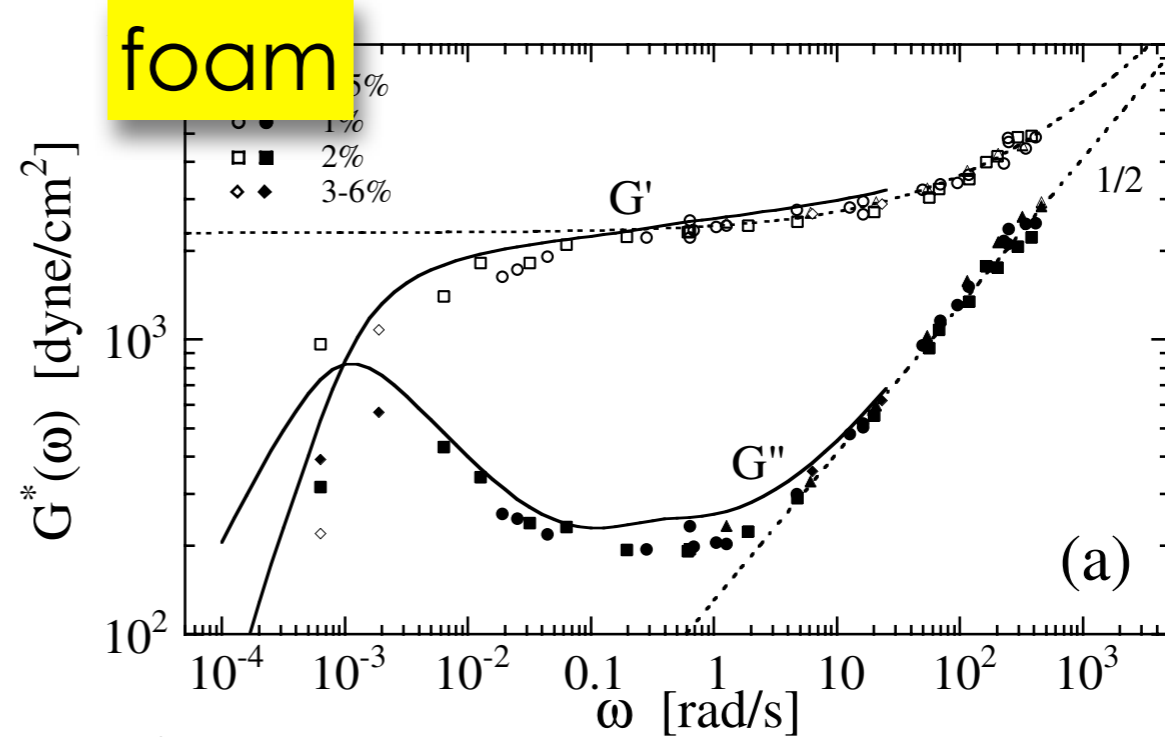 foam
5%
1%
2%
3-6%
G'
1/2
G*(ω) [dyne/cm²]
10³
G"
(a)
10²
10⁻⁴ 10⁻³ 10⁻² 0.1 1 10 10² 10³
ω [rad/s]